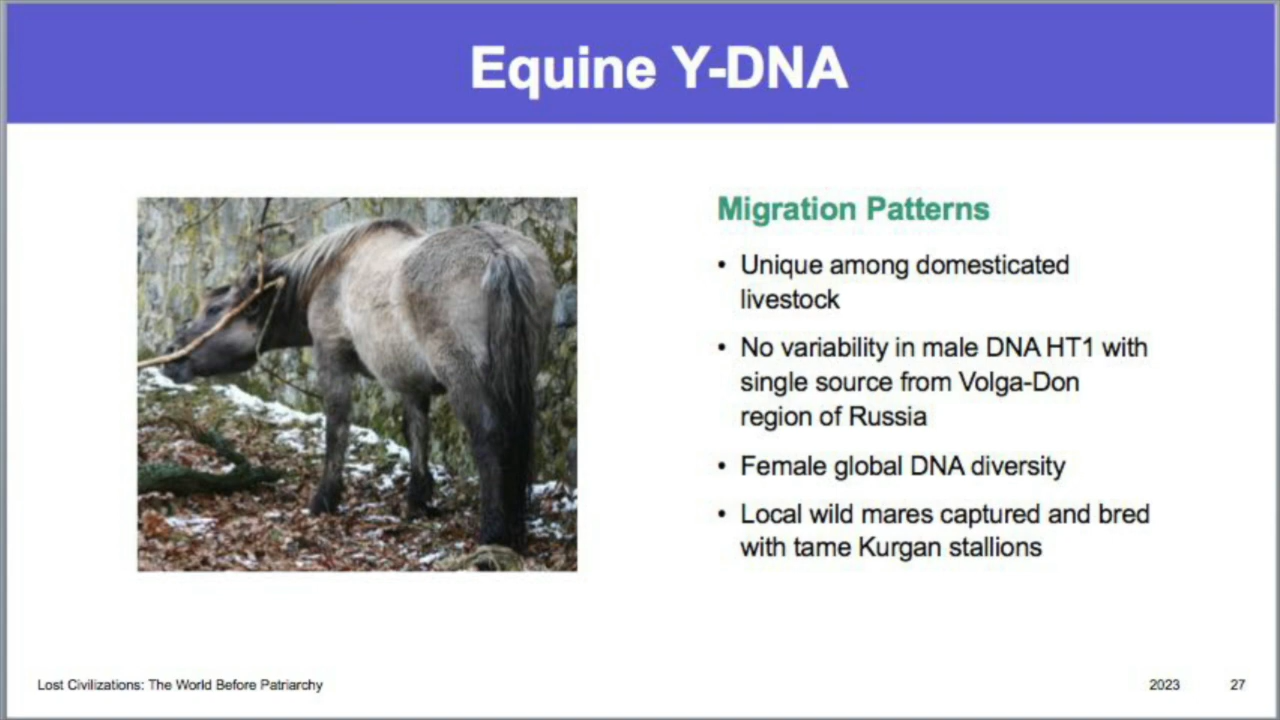 Equine Y-DNA
Migration Patterns
• Unique among domesticated
livestock
• No variability in male DNA HT1 with
single source from Volga-Don
region of Russia
• Female global DNA diversity
• Local wild mares captured and bred
with tame Kurgan stallions
Lost Civilizations: The World Before Patriarchy
2023 27